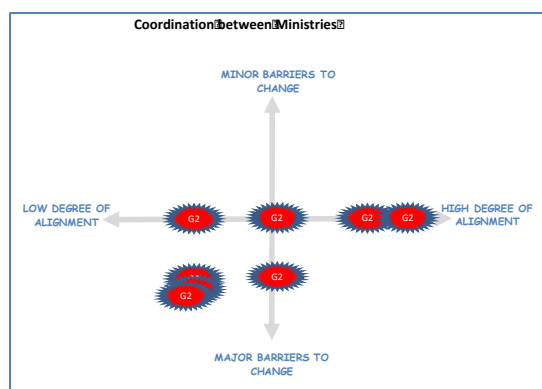 Coordination between Ministries
MINOR BARRIERS TO
CHANGE
LOW DEGREE OF
ALIGNMENT
G2
G2
G2
G2
HIGH DEGREE OF
ALIGNMENT
G2
G2
MAJOR BARRIERS TO
CHANGE